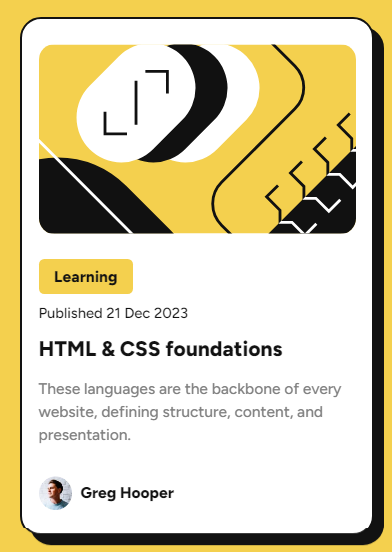 Learning
Published 21 Dec 2023
HTML & CSS foundations
These languages are the backbone of every
website, defining structure, content, and
presentation.
Greg Hooper